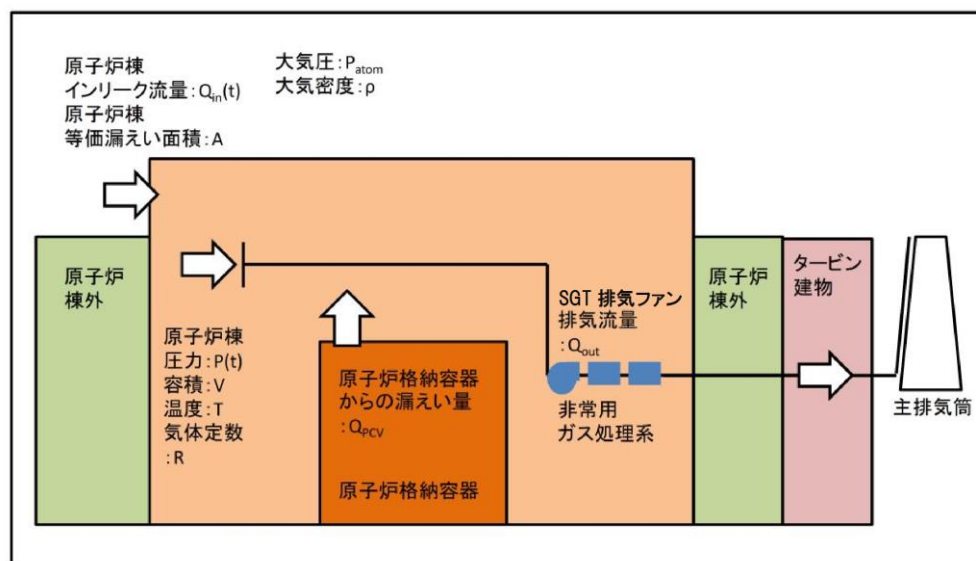 原子炉棟
インリーク流量:Qin(t)
原子炉棟
等価漏えい面積:A
大気圧:Patom
大気密度:ρ
原子炉
棟外
原子炉棟
圧力:P(t)
容積:V
温度:T
気体定数
:R
原子炉格納容器
からの漏えい量
:QPCV
原子炉格納容器
SGT 排気ファン
排気流量
:Qout
非常用
ガス処理系
原子炉
棟外
タービン
建物
主排気筒